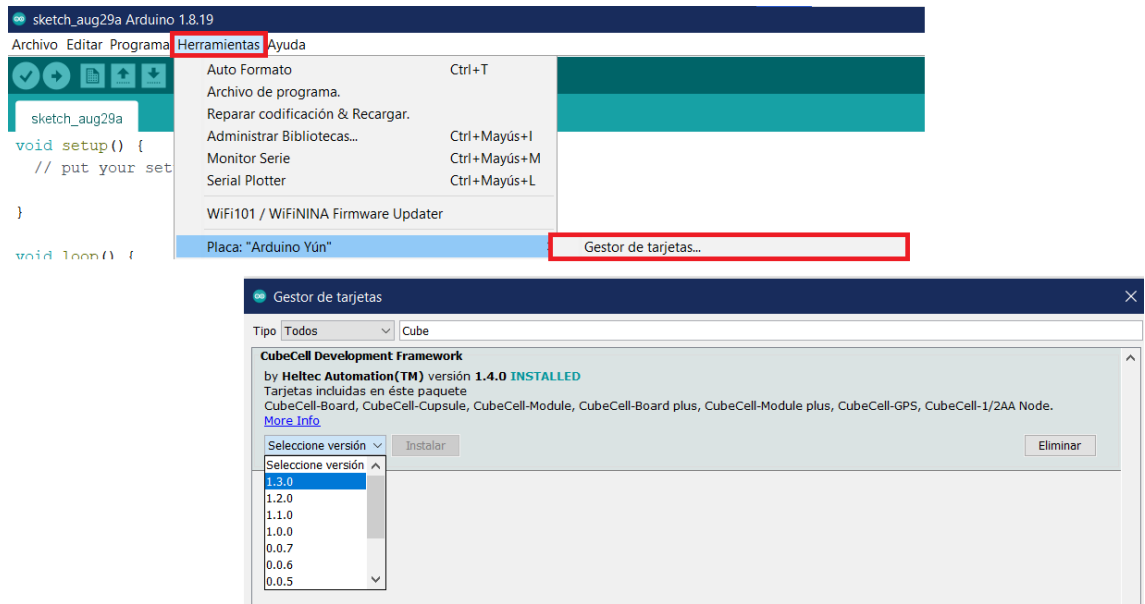 sketch_aug29a Arduino 1.8.19
Archivo Editar Programa Herramientas Ayuda
Auto Formato Ctrl+T
Archivo de programa.
Reparar codificación & Recargar.
Administrar Bibliotecas... Ctrl+Mayús+I
Monitor Serie Ctrl+Mayús+M
Serial Plotter Ctrl+Mayús+L
WiFi101 / WiFiNINA Firmware Updater
Placa: "Arduino Yún"
Gestor de tarjetas...
sketch_aug29a
void setup() {
// put your set
}
void loop() {
Gestor de tarjetas
Tipo Todos Cube
CubeCell Development Framework
by Heltec Automation(TM) versión 1.4.0 INSTALLED
Tarjetas incluidas en éste paquete
CubeCell-Board, CubeCell-Cupsule, CubeCell-Module, CubeCell-Board plus, CubeCell-Module plus, CubeCell-GPS, CubeCell-1/2AA Node.
More Info
Seleccione versión Instalar Eliminar
Seleccione versión
1.3.0
1.2.0
1.1.0
1.0.0
0.0.7
0.0.6
0.0.5